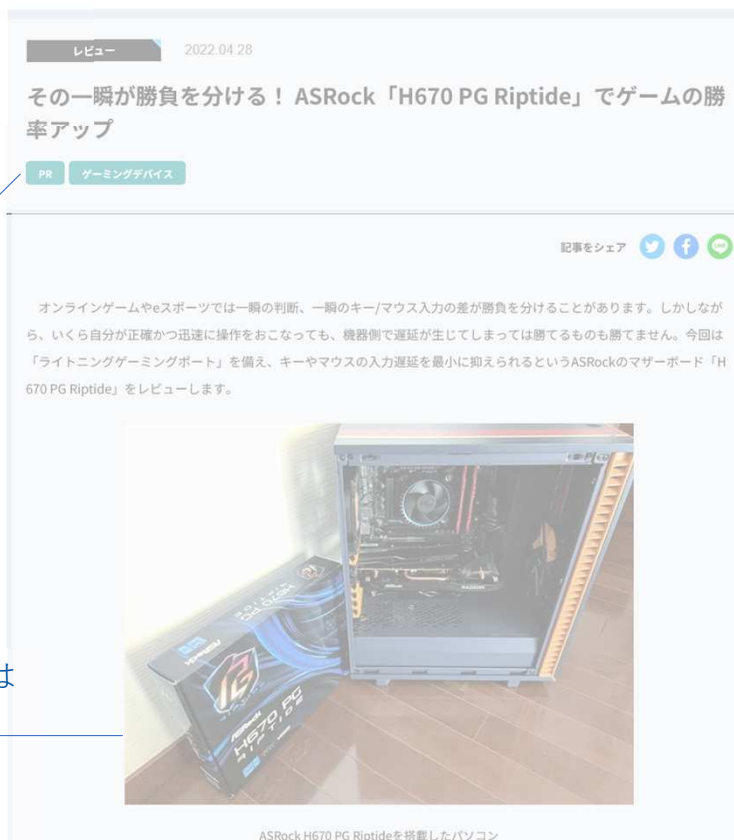 レビュー
2022.04.28
その一瞬が勝負を分ける! ASRock「H670 PG Riptide」でゲームの勝
率アップ
PR
ゲーミングデバイス
記事をシェア
LINE
オンラインゲームやeスポーツでは一瞬の判断、一瞬のキー/マウス入力の差が勝負を分けることがあります。しかしなが
ら、いくら自分が正確かつ迅速に操作をおこなっても、機器側で遅延が生じてしまっては勝てるものも勝てません。今回は
「ライトニングゲーミングポート」を備え、キーやマウスの入力遅延を最小に抑えられるというASRockのマザーボード「H
670 PG Riptide」をレビューします。
H670 PG
RIPTIDE
ASRock
ASRock
H670 PG
RIPTIDE
は
ASRock H670 PG Riptideを搭載したパソコン